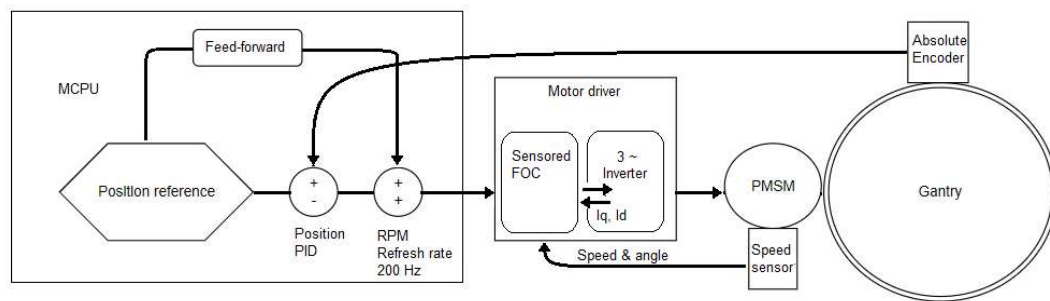 Feed-forward
MCPU
Position reference
+
-
Position
PID
+
+
RPM
Refresh rate
200 Hz
Motor driver
Sensored
FOC
3 ~
Inverter
Iq, Id
Speed & angle
PMSM
Speed
sensor
Absolute
Encoder
Gantry